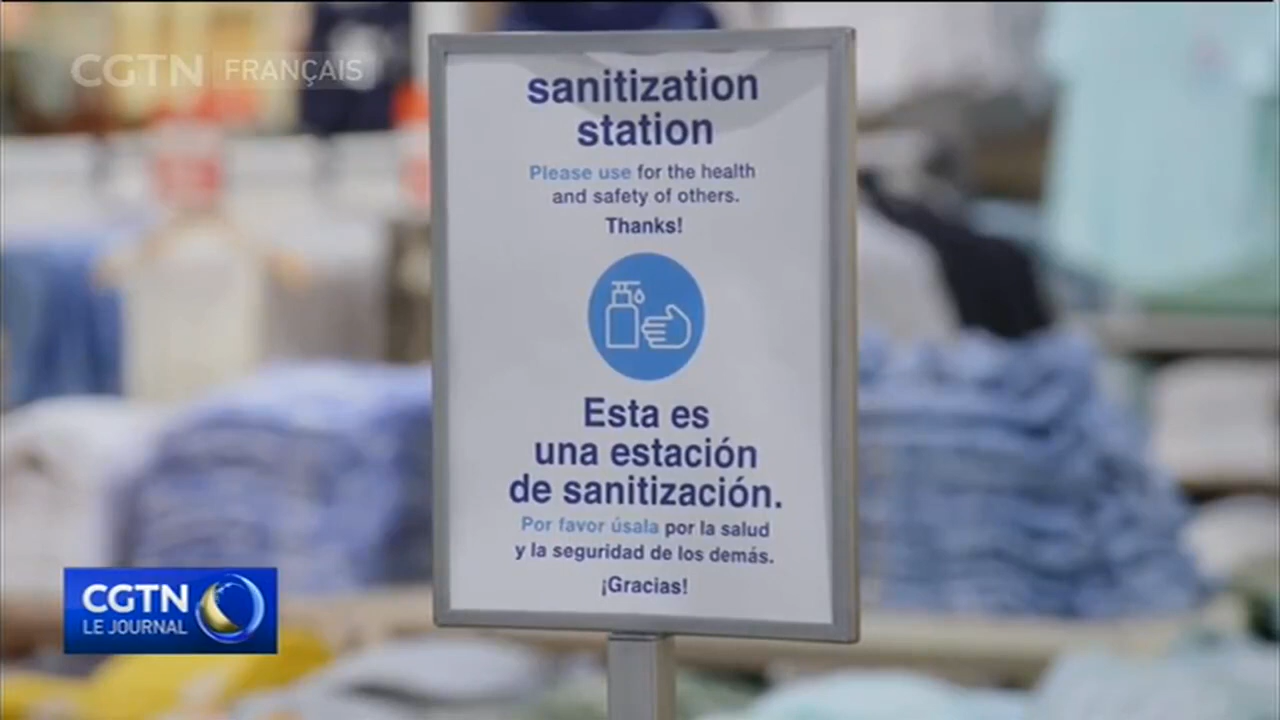 CGTN FRANÇAIS
sanitization
station
Please use for the health
and safety of others.
Thanks!
Esta es
una estación
de sanitización.
Por favor úsala por la salud
y la seguridad de los demás.
¡Gracias!
CGTN
LE JOURNAL